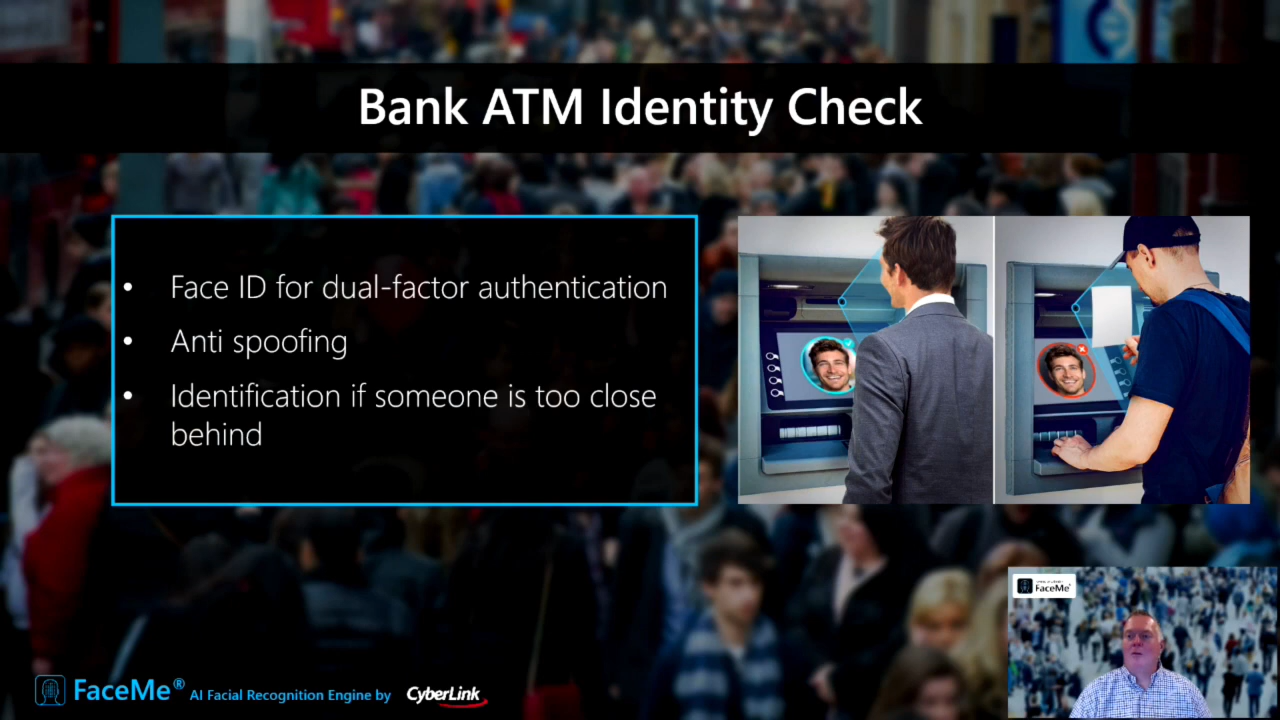 Bank ATM Identity Check
• Face ID for dual-factor authentication
• Anti spoofing
• Identification if someone is too close
behind
FaceMe® AI Facial Recognition Engine by CyberLink
FaceMe®